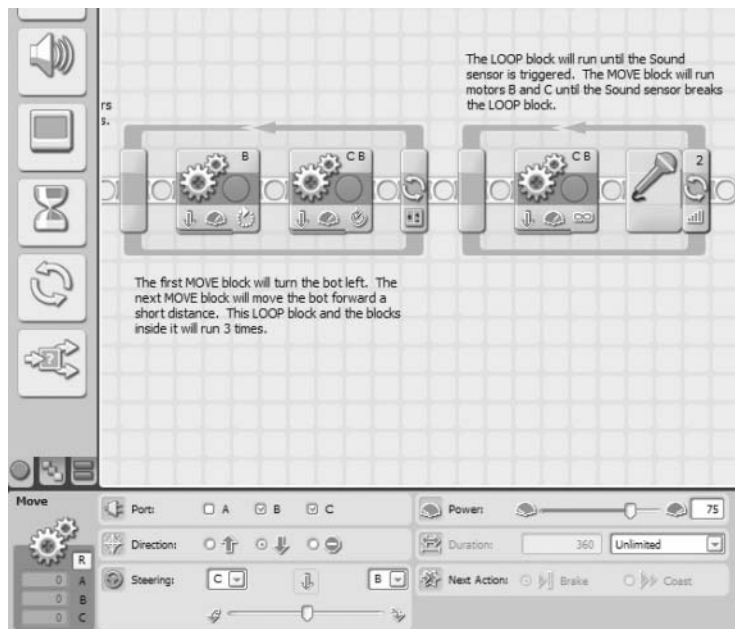 The LOOP block will run until the Sound
sensor is triggered. The MOVE block will run
motors B and C until the Sound sensor breaks
the LOOP block.
rs
s.
B
C B
C B
2
The first MOVE block will turn the bot left. The
next MOVE block will move the bot forward a
short distance. This LOOP block and the blocks
inside it will run 3 times.
Move
Port: A B C
Power: 75
Direction:
Duration: 360 Unlimited
R
Steering: C B
Next Action: Brake Coast
0 A
0 B
0 C